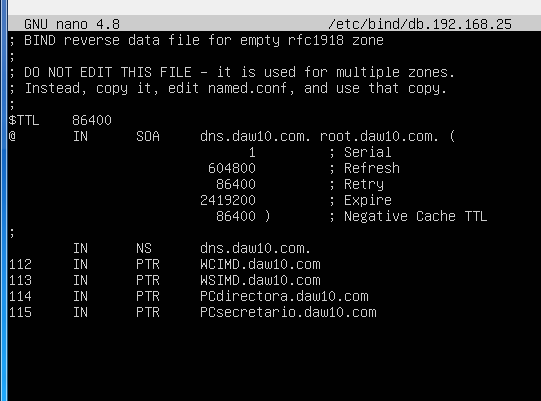 GNU nano 4.8 /etc/bind/db.192.168.25
; BIND reverse data file for empty rfc1918 zone
;
; DO NOT EDIT THIS FILE - it is used for multiple zones.
; Instead, copy it, edit named.conf, and use that copy.
;
$TTL 86400
@ IN SOA dns.daw10.com. root.daw10.com. (
1 ; Serial
604800 ; Refresh
86400 ; Retry
2419200 ; Expire
86400 ) ; Negative Cache TTL
;
IN NS dns.daw10.com.
112 IN PTR WCIMD.daw10.com
113 IN PTR WSIMD.daw10.com
114 IN PTR PCdirectora.daw10.com
115 IN PTR PCsecretario.daw10.com